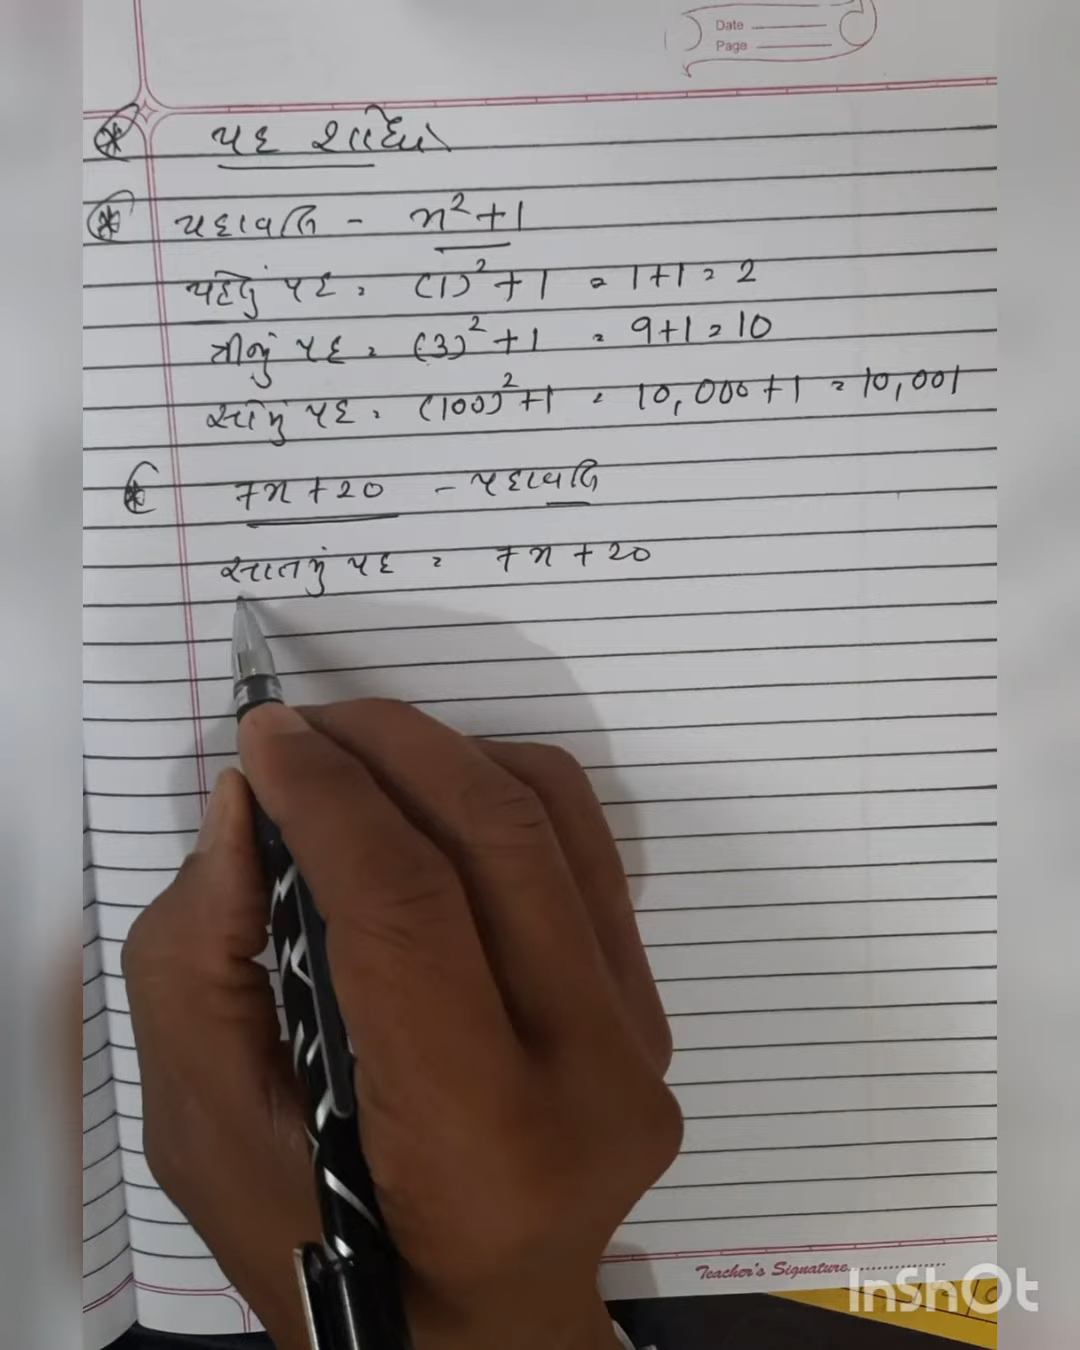 Date
Page
પદ શોધો
પદાવલિ - n²+1
પહેલું પદ = (1)² + 1 = 1+1 = 2
ત્રીજું પદ = (3)² + 1 = 9+1 = 10
સોમું પદ = (100)² + 1 = 10,000 + 1 = 10,001
7n + 20 - પદાવલિ
સાતમું પદ = 7n + 20
Teacher's Signature
InShOt